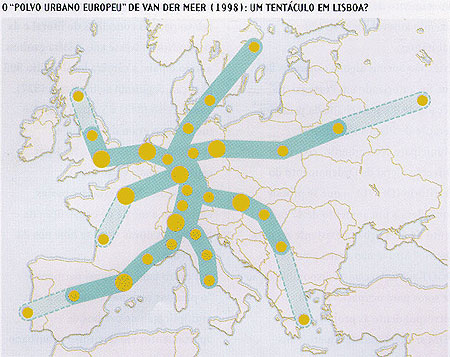 O “POLVO URBANO EUROPEU” DE VAN DER MEER (1998): UM TENTÁCULO EM LISBOA?